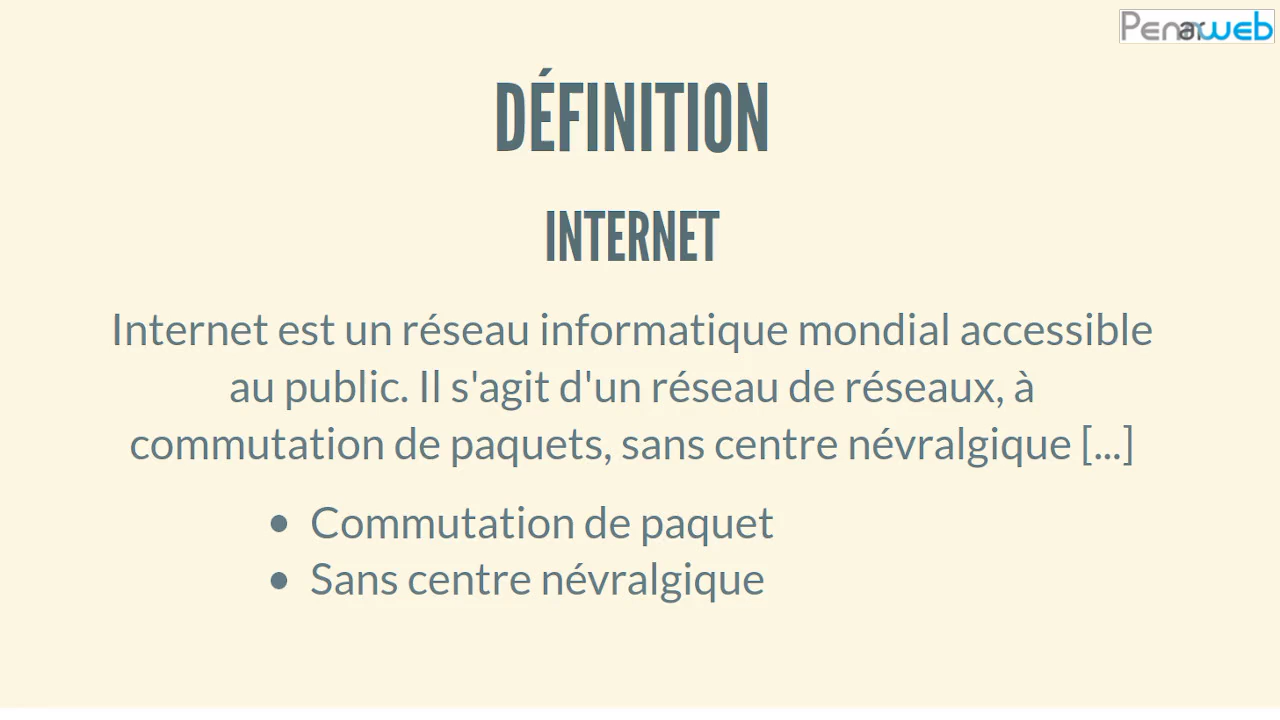 Pennarweb
DÉFINITION
INTERNET
Internet est un réseau informatique mondial accessible
au public. Il s'agit d'un réseau de réseaux, à
commutation de paquets, sans centre névralgique [...]
• Commutation de paquet
• Sans centre névralgique